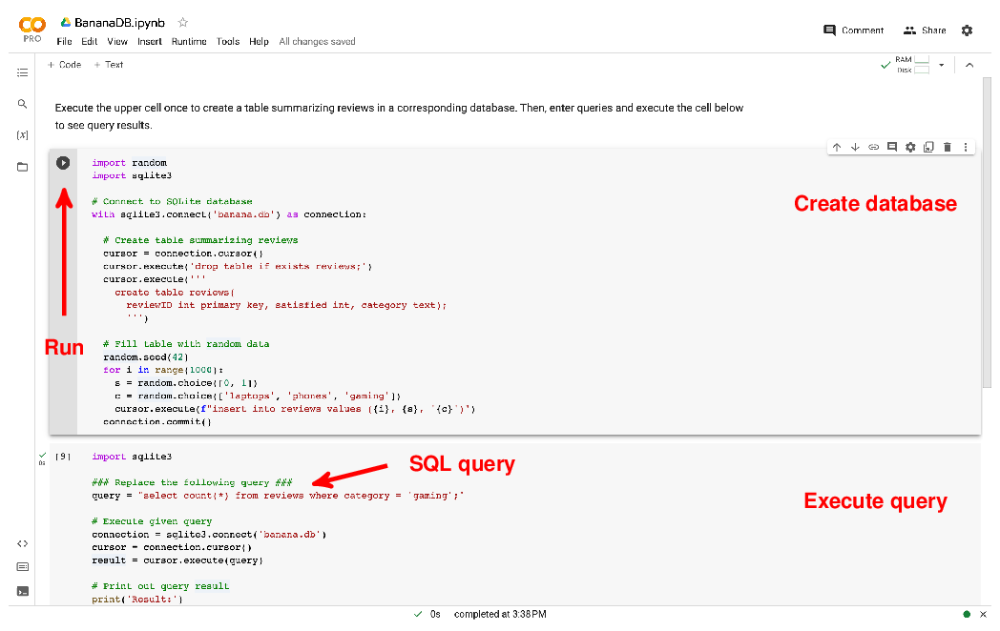 BananaDB.ipynb
PRO
File Edit View Insert Runtime Tools Help All changes saved
Comment
Share
+ Code + Text
RAM
Disk
Execute the upper cell once to create a table summarizing reviews in a corresponding database. Then, enter queries and execute the cell below
to see query results.
import random
import sqlite3
# Connect to SQLite database
with sqlite3.connect('banana.db') as connection:
Create database
# Create table summarizing reviews
cursor = connection.cursor()
cursor.execute('drop table if exists reviews;')
cursor.execute('''
create table reviews(
reviewID int primary key, satisfied int, category text);
''')
Run
# Fill table with random data
random.seed(42)
for i in range(1000):
s = random.choice([0, 1])
c = random.choice(['laptops', 'phones', 'gaming'])
cursor.execute(f"insert into reviews values ({i}, {s}, '{c}')")
connection.commit()
0s
[9]
import sqlite3
SQL query
### Replace the following query ###
query = "select count(*) from reviews where category = 'gaming';"
Execute query
# Execute given query
connection = sqlite3.connect('banana.db')
cursor = connection.cursor()
result = cursor.execute(query)
# Print out query result
print('Result:')
0s completed at 3:38 PM